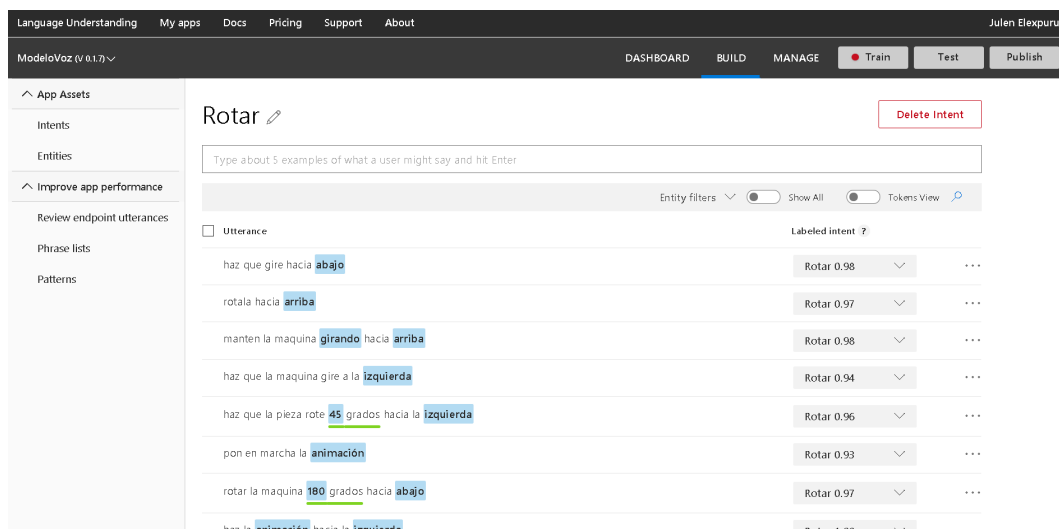 Language Understanding My apps Docs Pricing Support About Julen Elexpuru
ModeloVoz (V 0.1.7) DASHBOARD BUILD MANAGE Train Test Publish
App Assets
Intents
Entities
Improve app performance
Review endpoint utterances
Phrase lists
Patterns
Rotar
Delete Intent
Type about 5 examples of what a user might say and hit Enter
Entity filters Show All Tokens View
Utterance Labeled intent ?
haz que gire hacia abajo Rotar 0.98 ...
rotala hacia arriba Rotar 0.97 ...
manten la maquina girando hacia arriba Rotar 0.98 ...
haz que la maquina gire a la izquierda Rotar 0.94 ...
haz que la pieza rote 45 grados hacia la izquierda Rotar 0.96 ...
pon en marcha la animación Rotar 0.93 ...
rotar la maquina 180 grados hacia abajo Rotar 0.97 ...
haz la animación hacia la izquierda